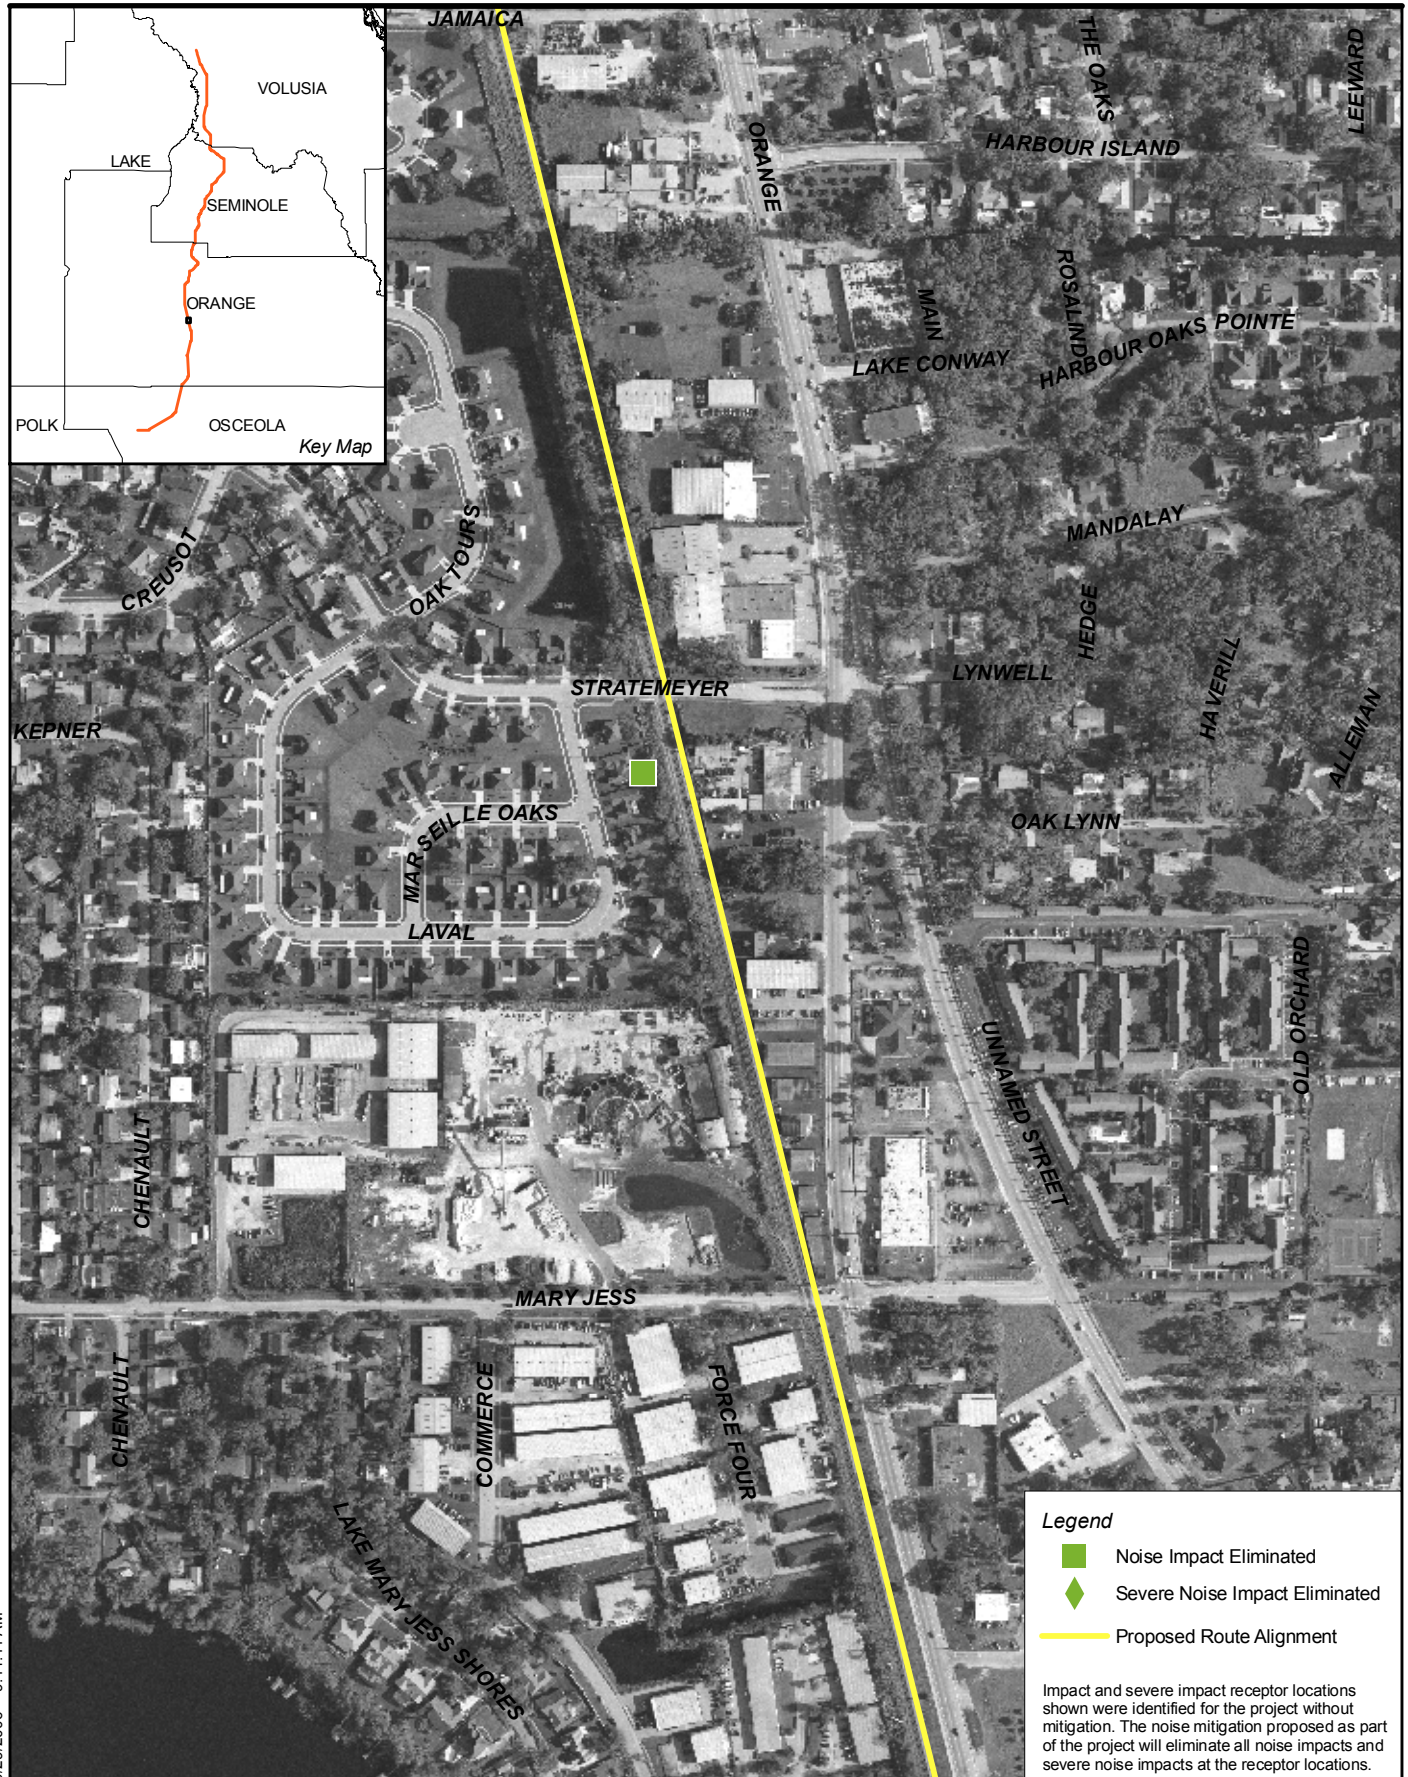 JAMAICA
THE OAKS
LEEWARD
VOLUSIA
LAKE
SEMINOLE
ORANGE
POLK
OSCEOLA
Key Map
ORANGE
HARBOUR ISLAND
MAIN
ROSALIND
POINTE
HARBOUR OAKS
LAKE CONWAY
MANDALAY
CREUSOT
OAK TOURS
HEDGE
HAVERILL
LYNWELL
STRATEMEYER
ALLEMAN
KEPNER
MARSEILLE OAKS
OAK LYNN
LAVAL
OLD ORCHARD
UNNAMED STREET
CHENAULT
MARY JESS
CHENAULT
COMMERCE
FORCE FOUR
LAKE MARY JESS SHORES
Legend
Noise Impact Eliminated
Severe Noise Impact Eliminated
Proposed Route Alignment
Impact and severe impact receptor locations
shown were identified for the project without
mitigation. The noise mitigation proposed as part
of the project will eliminate all noise impacts and
severe noise impacts at the receptor locations.